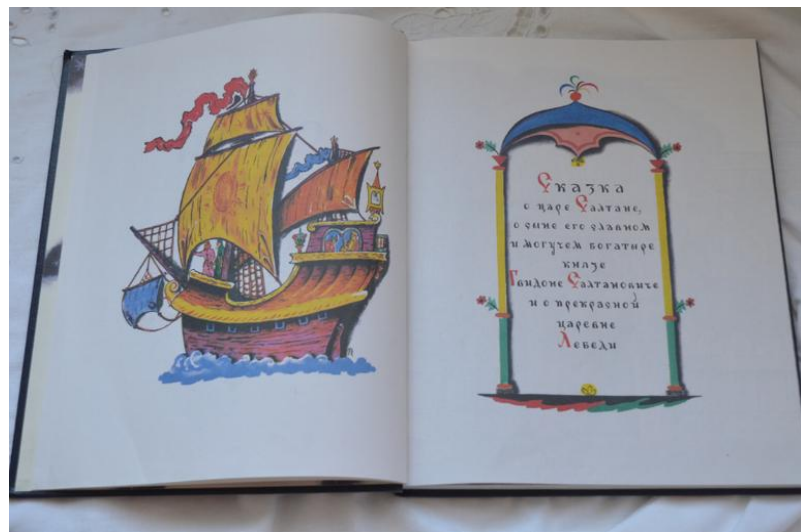 Сказка
о царе Салтане,
о сыне его славном
и могучем богатыре
князе
Гвидоне Салтановиче
и о прекрасной
царевне
Лебеди